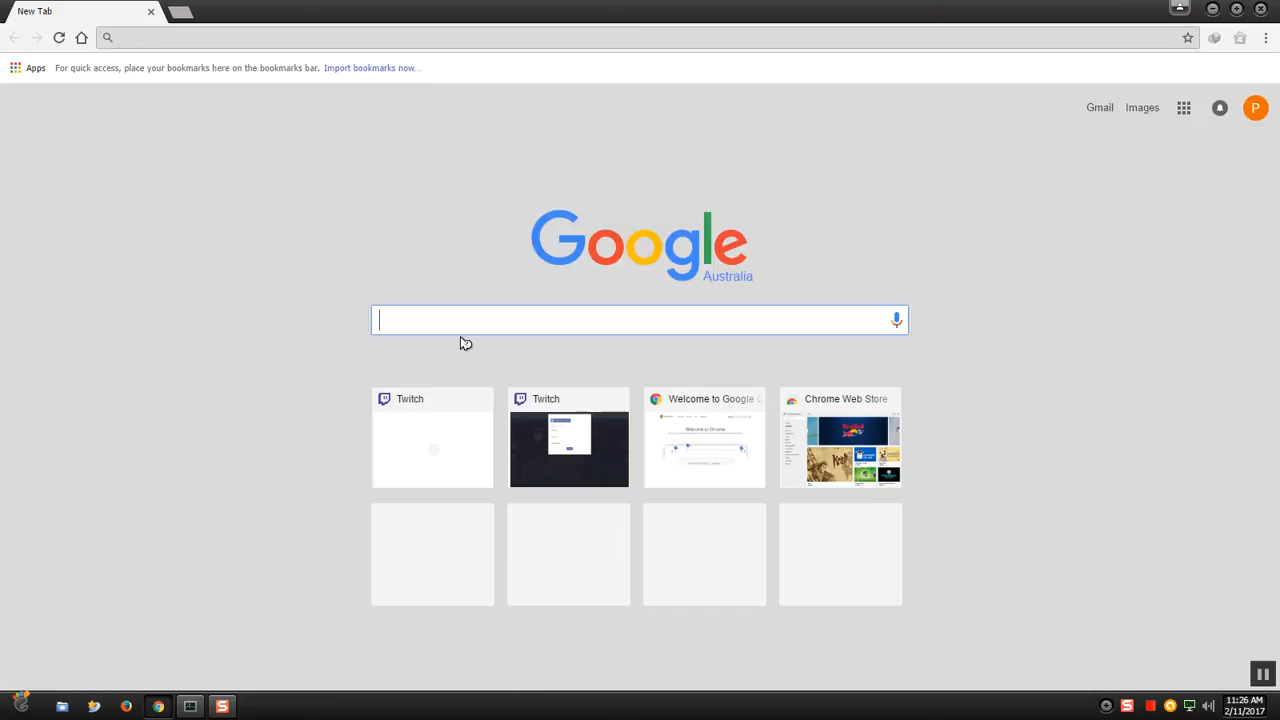 New Tab
Apps For quick access, place your bookmarks here on the bookmarks bar. Import bookmarks now...
Gmail Images P
Google
Australia
Twitch Twitch Welcome to Google Chrome Web Store
11:26 AM
2/11/2017